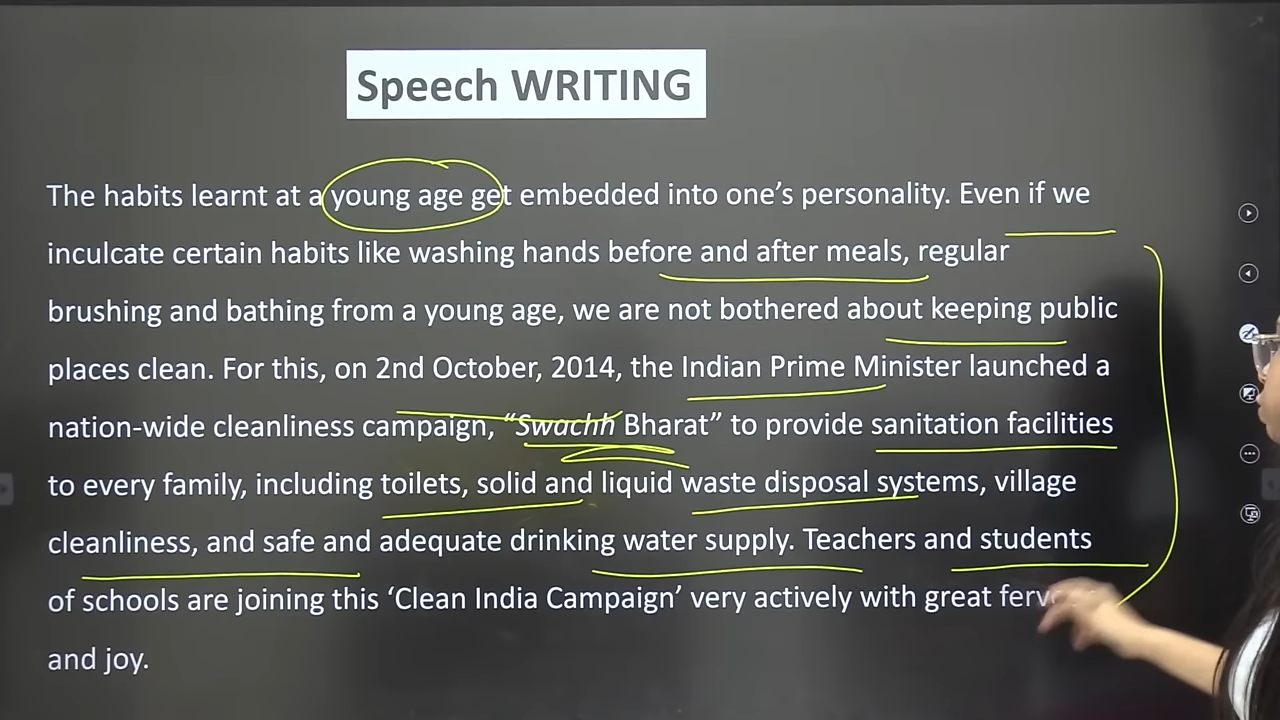 Speech WRITING
The habits learnt at a young age get embedded into one's personality. Even if we
inculcate certain habits like washing hands before and after meals, regular
brushing and bathing from a young age, we are not bothered about keeping public
places clean. For this, on 2nd October, 2014, the Indian Prime Minister launched a
nation-wide cleanliness campaign, “Swachh Bharat” to provide sanitation facilities
to every family, including toilets, solid and liquid waste disposal systems, village
cleanliness, and safe and adequate drinking water supply. Teachers and students
of schools are joining this ‘Clean India Campaign’ very actively with great
and joy.